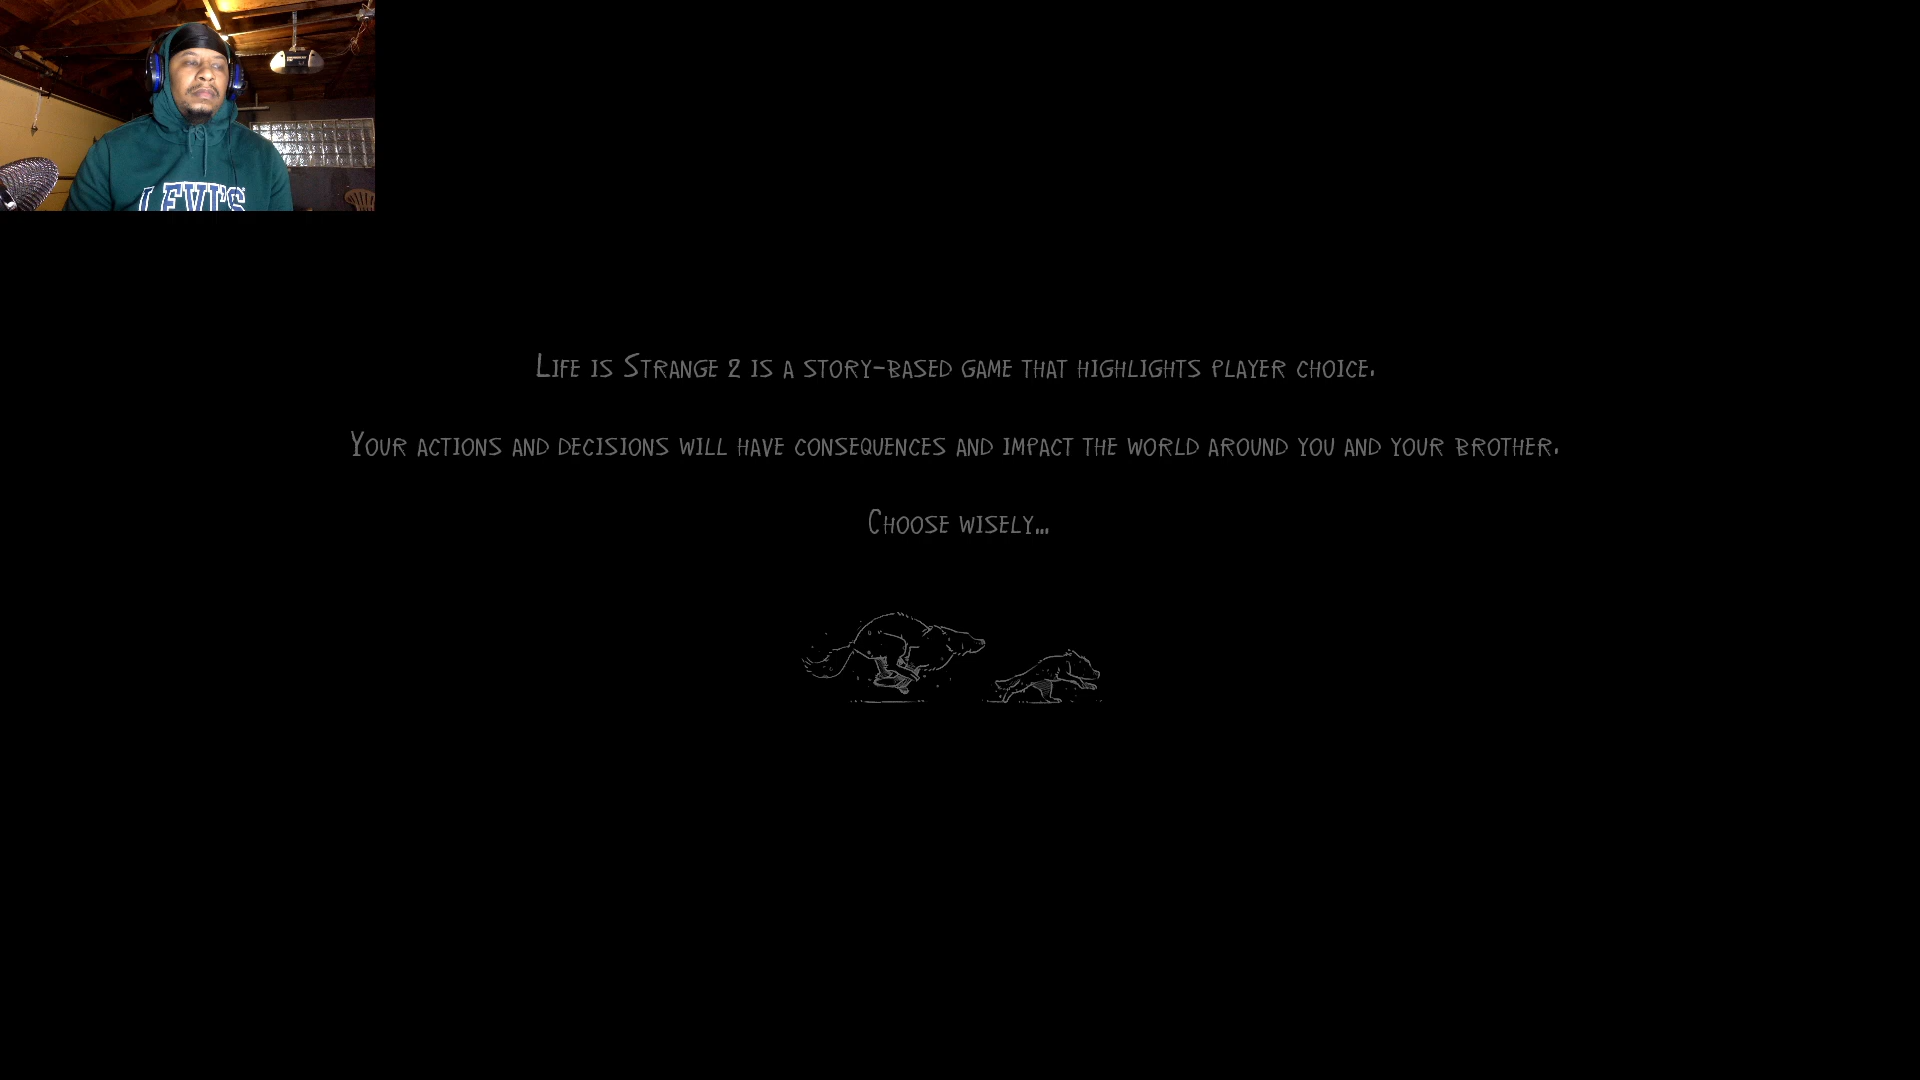 LEVI'S
Life is Strange 2 is a story-based game that highlights player choice.
Your actions and decisions will have consequences and impact the world around you and your brother.
Choose wisely...